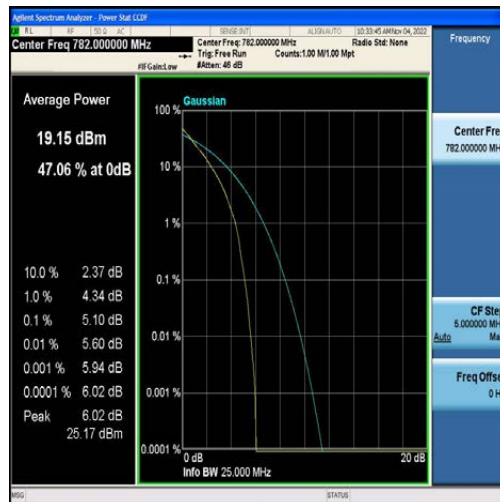 Agilent Spectrum Analyzer - Power Stat CCDF
RL RF 50 Ω AC SENSE:INT ALIGNAUTO 10:33:45 AM Nov 04, 2022
Center Freq 782.000000 MHz
Center Freq: 782.000000 MHz Radio Std: None
Trig: Free Run Counts:1.00 M/1.00 Mpt
#IFGain:Low #Atten: 46 dB
Frequency
Average Power
19.15 dBm
47.06 % at 0dB
10.0 % 2.37 dB
1.0 % 4.34 dB
0.1 % 5.10 dB
0.01 % 5.60 dB
0.001 % 5.94 dB
0.0001 % 6.02 dB
Peak 6.02 dB
25.17 dBm
Gaussian
100 %
10 %
1 %
0.1 %
0.01 %
0.001 %
0.0001 %
0 dB 20 dB
Info BW 25.000 MHz
Center Fre
782.000000 MH
CF Ste
5.000000 MH
Auto Ma
Freq Offse
0 H
MSG STATUS